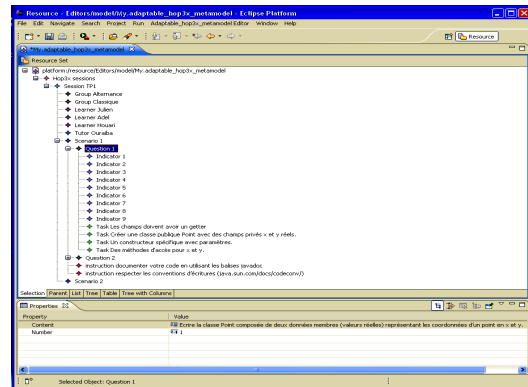 Resource - Editors/model/My.adaptable_hop3x_metamodel - Eclipse Platform
File Edit Navigate Search Project Run Adaptable_hop3x_metamodel Editor Window Help
Resource
*My.adaptable_hop3x_metamodel
Resource Set
platform:/resource/Editors/model/My.adaptable_hop3x_metamodel
Hop3x sessions
Session TP1
Group Alternance
Group Classique
Learner Julien
Learner Adel
Learner Houari
Tutor Ouraiba
Scenario 1
Question 1
Indicator 1
Indicator 2
Indicator 3
Indicator 4
Indicator 5
Indicator 6
Indicator 7
Indicator 8
Indicator 9
Task Les champs doivent avoir un getter
Task Créer une classe publique Point avec des champs privés x et y réels.
Task Un constructeur spécifique avec paramètres.
Task Des méthodes d'accès pour x et y.
Question 2
instruction documenter votre code en utilisant les balises javadoc
instruction respecter les conventions d'écritures (java.sun.com/docs/codeconv/)
Scenario 2
Selection Parent List Tree Table Tree with Columns
Properties
Property Value
Content Ecrire la classe Point composée de deux données membres (valeurs réelles) représentant les coordonnées d'un point en x et y.
Number 1
Selected Object: Question 1